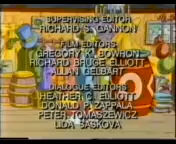 SUPERVISING EDITOR
RICHARD S. GANNON
FILM EDITORS
GREGORY K. BOWRON
RICHARD BRUCE ELLIOTT
ALLAN GELBART
DIALOGUE EDITORS
HEATHER C. ELLIOTT
DONALD P. ZAPPALA
PETER TOMASZEWICZ
LIDA SASKOVA